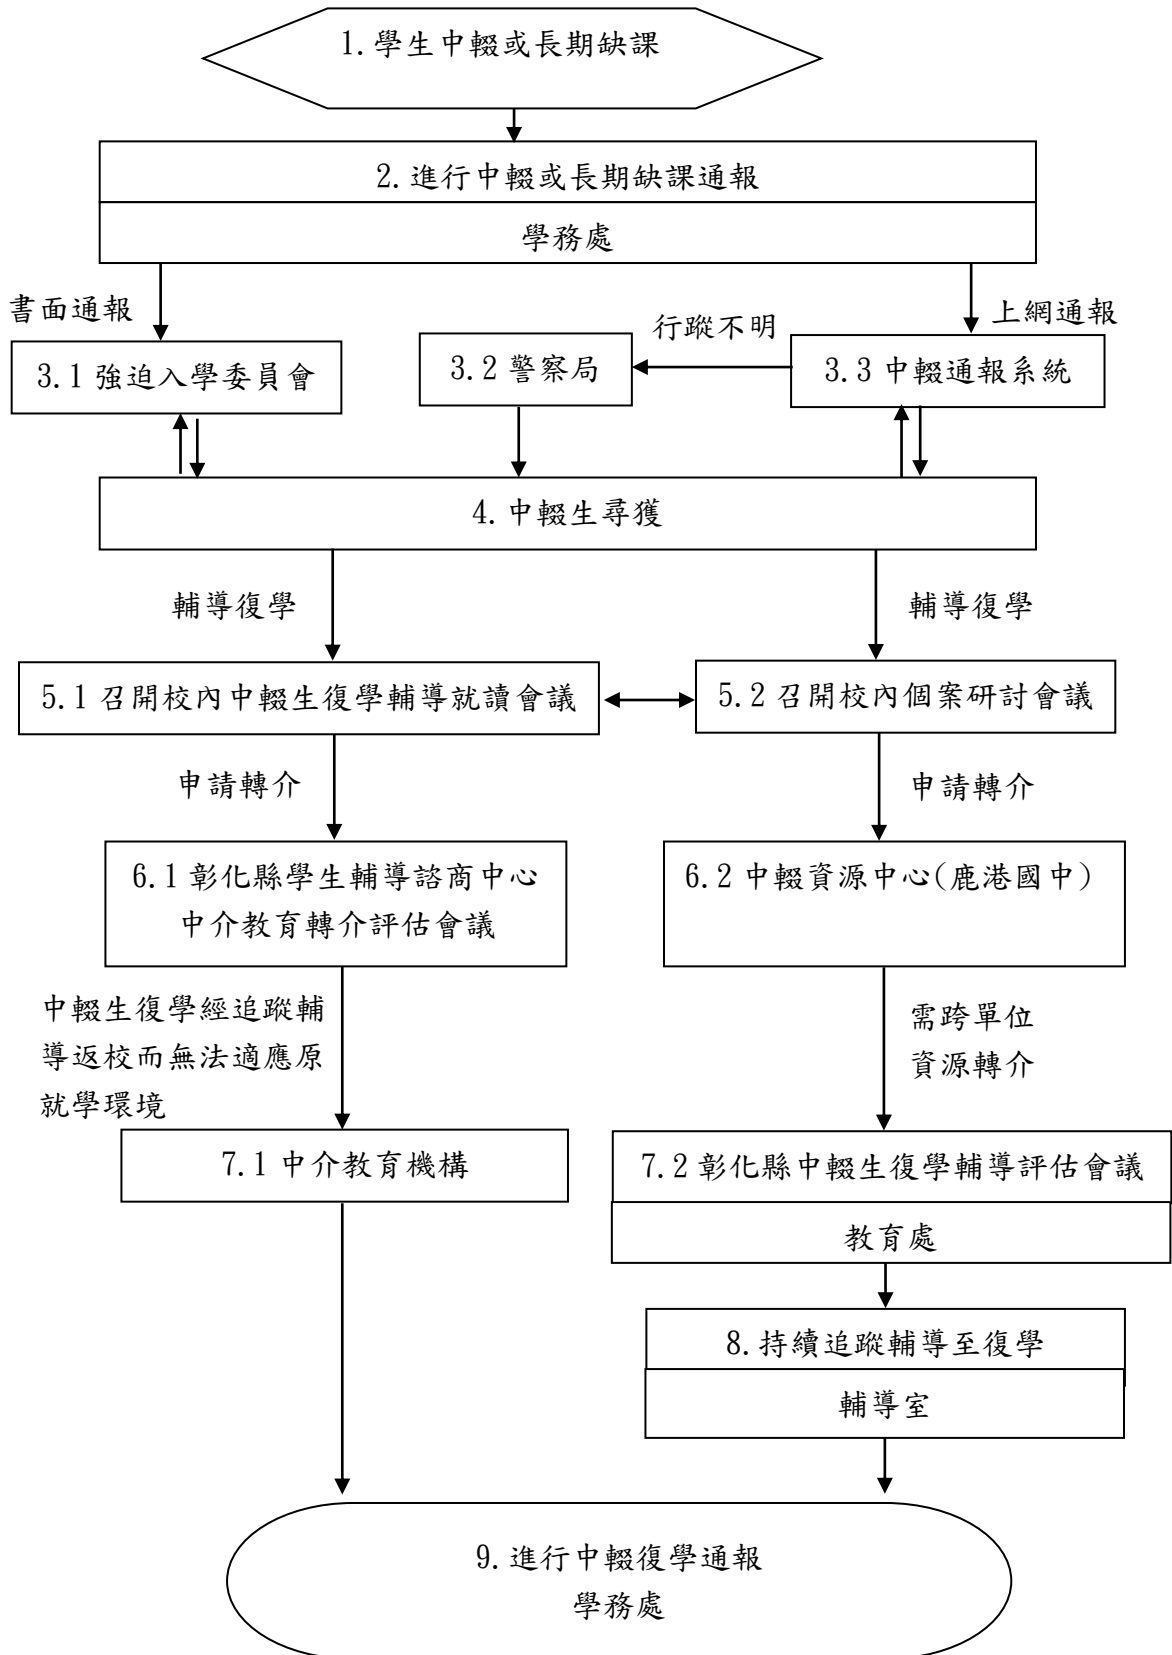 1.學生中輟或長期缺課
2.進行中輟或長期缺課通報
學務處
書面通報
上網通報
行蹤不明
3.1 強迫入學委員會
3.2 警察局
3.3 中輟通報系統
4.中輟生尋獲
輔導復學
輔導復學
5.1 召開校內中輟生復學輔導就讀會議
5.2 召開校內個案研討會議
申請轉介
申請轉介
6.1 彰化縣學生輔導諮商中心
中介教育轉介評估會議
6.2 中輟資源中心(鹿港國中)
中輟生復學經追蹤輔
導返校而無法適應原
就學環境
需跨單位
資源轉介
7.1 中介教育機構
7.2 彰化縣中輟生復學輔導評估會議
教育處
8.持續追蹤輔導至復學
輔導室
9.進行中輟復學通報
學務處